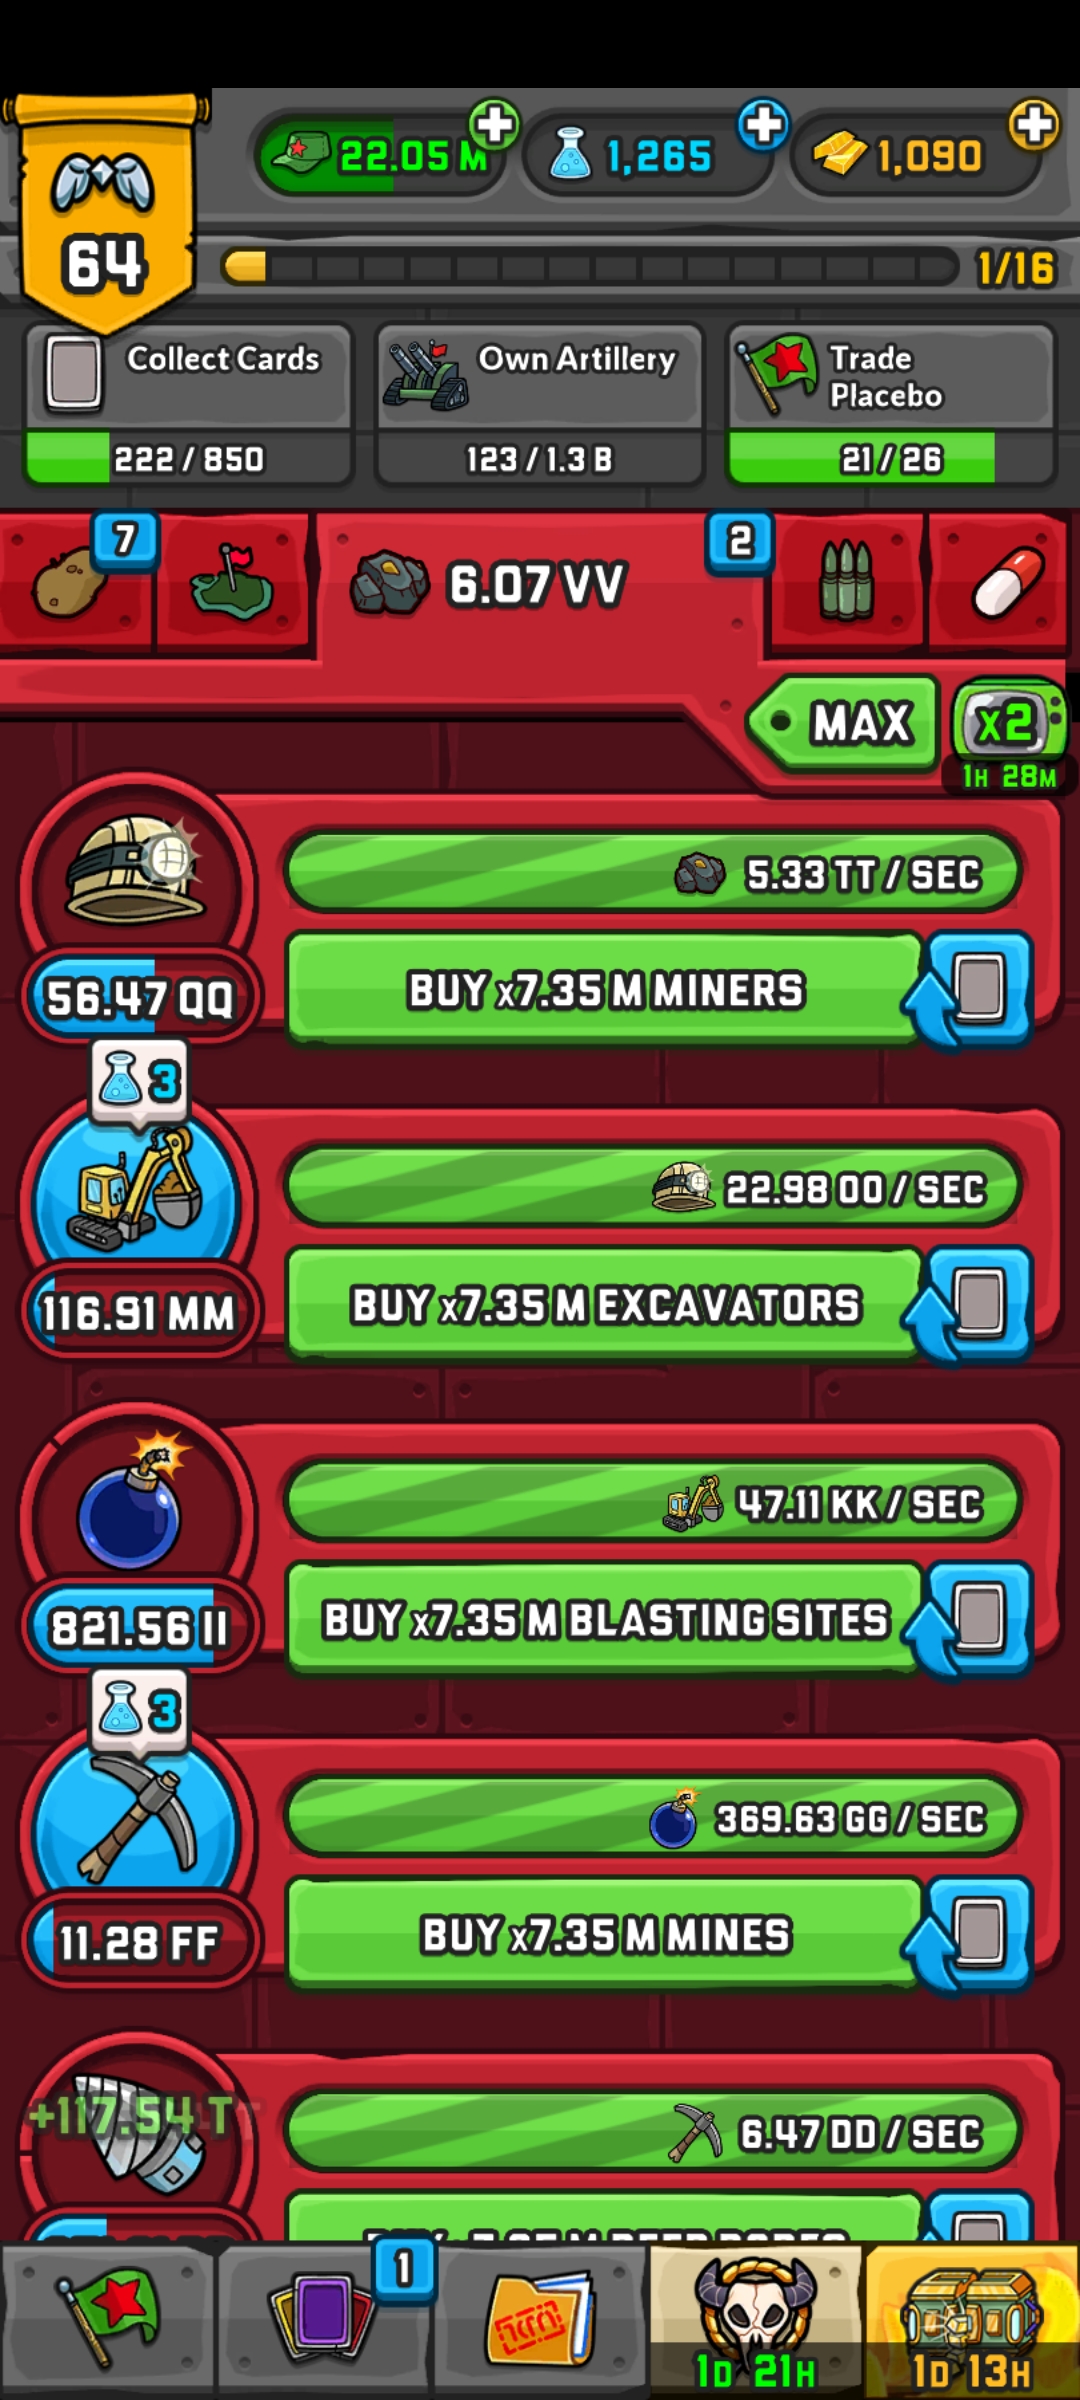 22.05 M
1,265
1,090
64
1/16
Collect Cards
222 / 850
Own Artillery
123 / 1.3 B
Trade
Placebo
21 / 26
7
6.07 VV
2
MAX
x2
1H 28M
5.33 TT / SEC
56.47 QQ
BUY x7.35 M MINERS
3
22.98 OO / SEC
116.91 MM
BUY x7.35 M EXCAVATORS
47.11 KK / SEC
821.56 II
BUY x7.35 M BLASTING SITES
3
369.63 GG / SEC
11.28 FF
BUY x7.35 M MINES
+117.54 T
6.47 DD / SEC
1
1D 21H
1D 13H